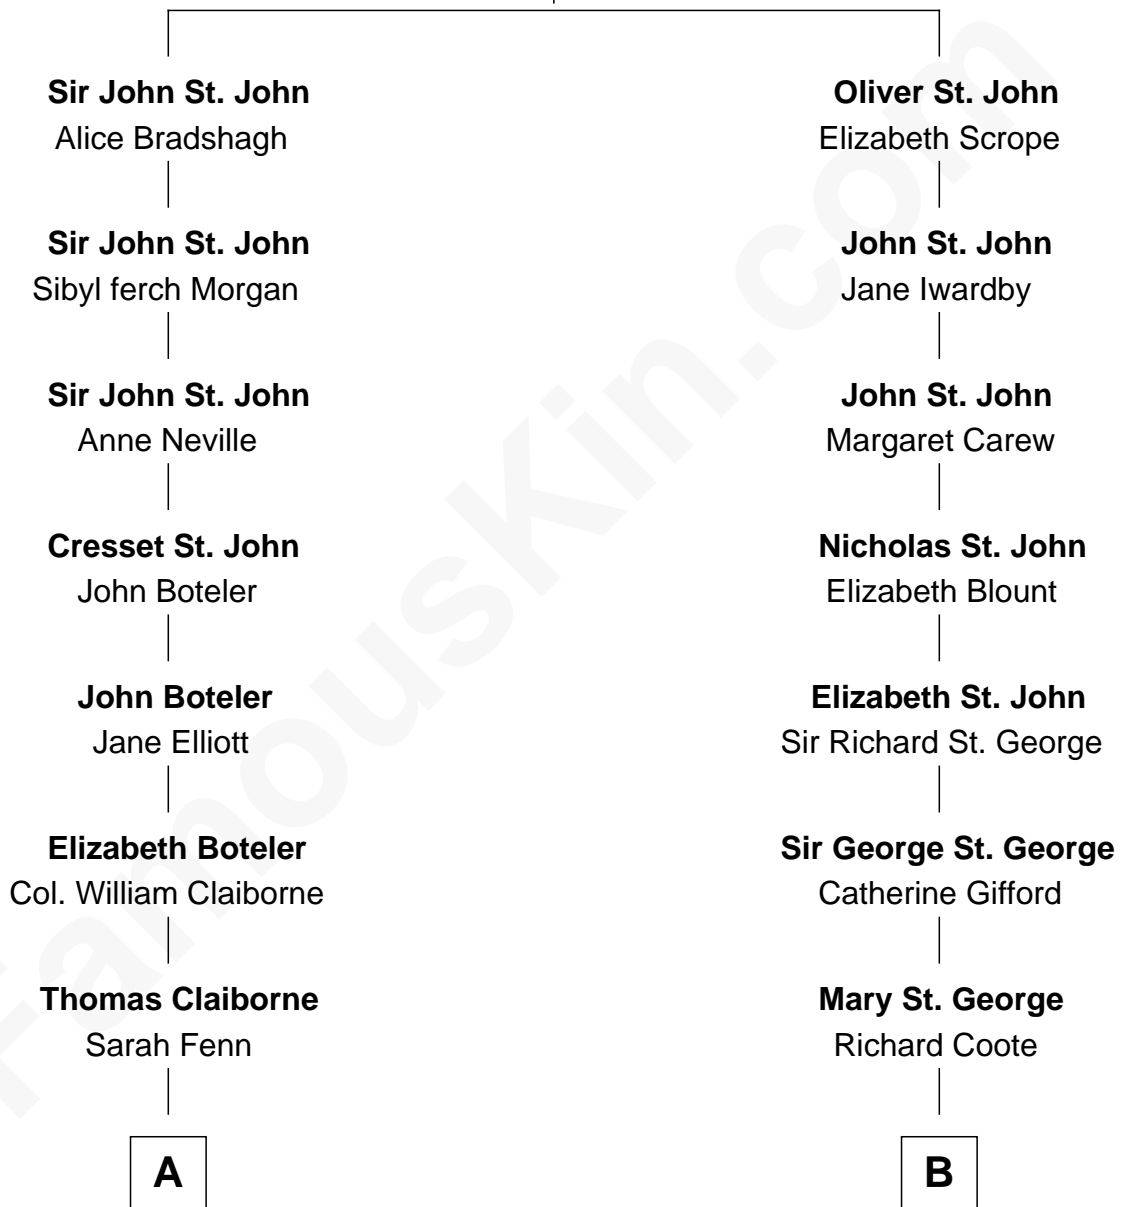 Sir John St. John
Alice Bradshagh
Sir John St. John
Sibyl ferch Morgan
Sir John St. John
Anne Neville
Cresset St. John
John Boteler
John Boteler
Jane Elliott
Elizabeth Boteler
Col. William Claiborne
Thomas Claiborne
Sarah Fenn
A
Oliver St. John
Elizabeth Scrope
John St. John
Jane Iwardby
John St. John
Margaret Carew
Nicholas St. John
Elizabeth Blount
Elizabeth St. John
Sir Richard St. George
Sir George St. George
Catherine Gifford
Mary St. George
Richard Coote
B
FamousKin.com